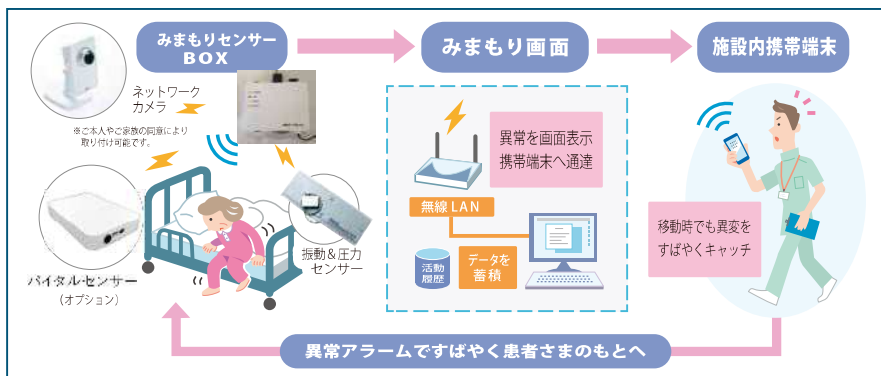 みまもりセンサー
BOX
みまもり画面
施設内携帯端末
ネットワーク
カメラ
※ご本人やご家族の同意により
取り付け可能です。
異常を画面表示
携帯端末へ通達
無線LAN
移動時でも異変を
すばやくキャッチ
振動&圧力
センサー
活動
履歴
データを
蓄積
バイタルセンサー
(オプション)
異常アラームですばやく患者さまのもとへ